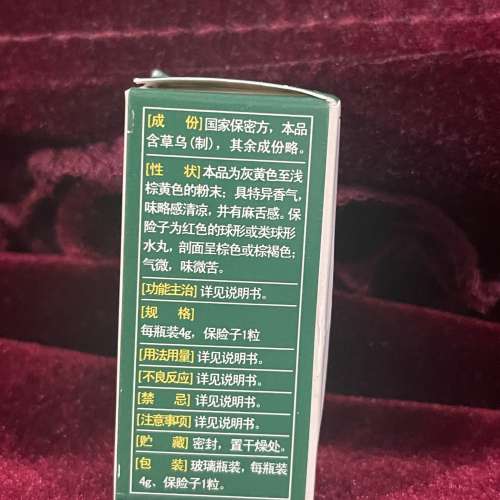 [成 份]国家保密方，本品
含草乌(制)，其余成份略。
[性 状]本品为灰黄色至浅
棕黄色的粉末；具特异香气，
味略感清凉，并有麻舌感。保
险子为红色的球形或类球形
水丸，剖面呈棕色或棕褐色；
气微，味微苦。
[功能主治]详见说明书。
[规 格]
每瓶装4g，保险子1粒
[用法用量]详见说明书。
[不良反应]详见说明书。
[禁 忌]详见说明书。
[注意事项]详见说明书。
[贮 藏]密封，置干燥处。
[包 装]玻璃瓶装，每瓶装
4g、保险子1粒。